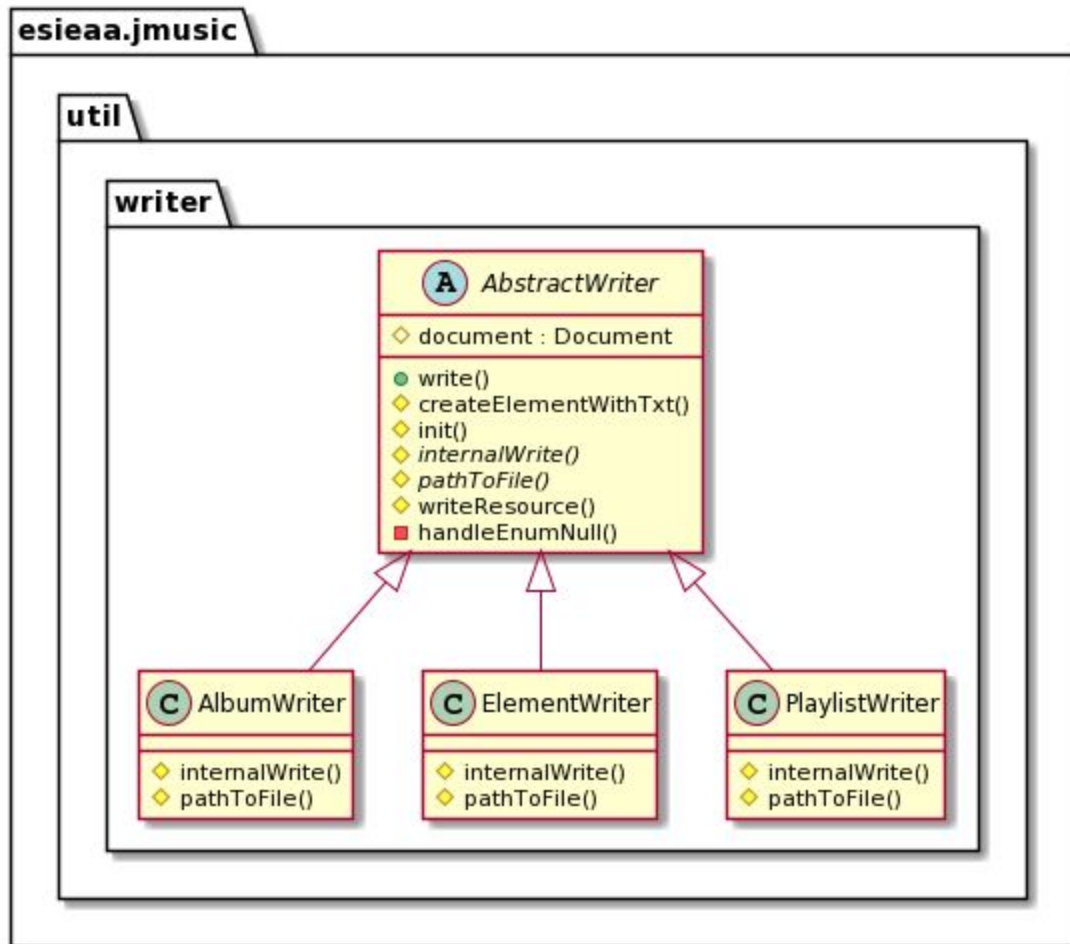 esieaa.jmusic
util
writer
A AbstractWriter
document : Document
write()
createElementWithTxt()
init()
internalWrite()
pathToFile()
writeResource()
handleEnumNull()
C AlbumWriter
internalWrite()
pathToFile()
C ElementWriter
internalWrite()
pathToFile()
C PlaylistWriter
internalWrite()
pathToFile()